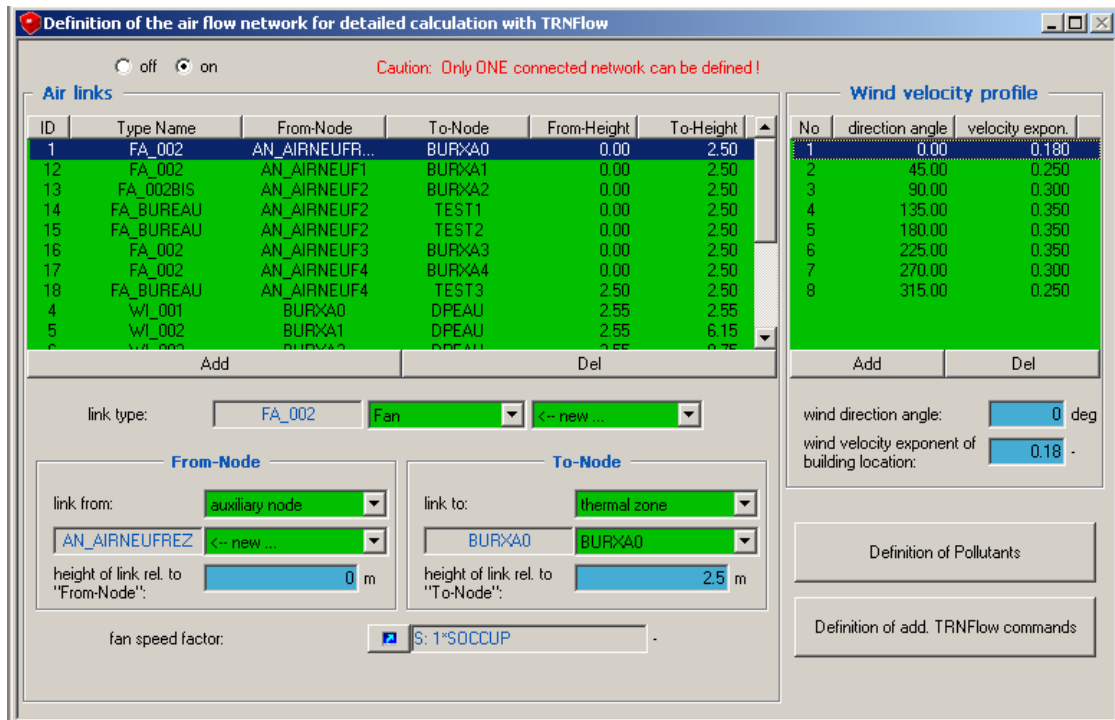 Definition of the air flow network for detailed calculation with TRNFlow
off on Caution: Only ONE connected network can be defined !
Air links
ID Type Name From-Node To-Node From-Height To-Height
1 FA_002 AN_AIRNEUFR... BURXA0 0.00 2.50
12 FA_002 AN_AIRNEUF1 BURXA1 0.00 2.50
13 FA_002BIS AN_AIRNEUF2 BURXA2 0.00 2.50
14 FA_BUREAU AN_AIRNEUF2 TEST1 0.00 2.50
15 FA_BUREAU AN_AIRNEUF2 TEST2 0.00 2.50
16 FA_002 AN_AIRNEUF3 BURXA3 0.00 2.50
17 FA_002 AN_AIRNEUF4 BURXA4 0.00 2.50
18 FA_BUREAU AN_AIRNEUF4 TEST3 2.50 2.50
4 WI_001 BURXA0 DPEAU 2.55 2.55
5 WI_002 BURXA1 DPEAU 2.55 6.15
Add Del
link type: FA_002 Fan <-- new ...
From-Node
link from: auxiliary node
AN_AIRNEUFREZ <-- new ...
height of link rel. to
"From-Node": 0 m
To-Node
link to: thermal zone
BURXA0 BURXA0
height of link rel. to
"To-Node": 2.5 m
fan speed factor: S: 1*SOCCUP -
Wind velocity profile
No direction angle velocity expon.
1 0.00 0.180
2 45.00 0.250
3 90.00 0.300
4 135.00 0.350
5 180.00 0.350
6 225.00 0.350
7 270.00 0.300
8 315.00 0.250
Add Del
wind direction angle: 0 deg
wind velocity exponent of
building location: 0.18 -
Definition of Pollutants
Definition of add. TRNFlow commands